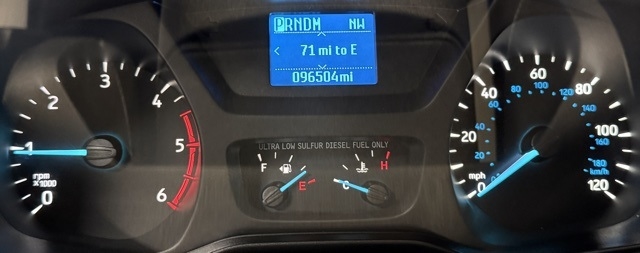 PRNDM NW
71 mi to E
096504mi
0 1 2 3 4 5 6
rpm
x1000
ULTRA LOW SULFUR DIESEL FUEL ONLY
F E
C H
0 20 40 60 80 100 120
mph
20 40 60 80 100 120 140 160 180
km/h